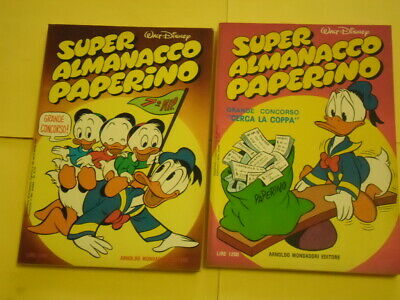 WALT DISNEY
SUPER
ALMANACCO
PAPERINO
GRANDE
CONCORSO!
ARNOLDO MONDADORI
WALT DISNEY
SUPER
ALMANACCO
PAPERINO
GRANDE CONCORSO
"CERCA LA COPPA"
PAPERINO
LIRE 1200
ARNOLDO MONDADORI EDITORE